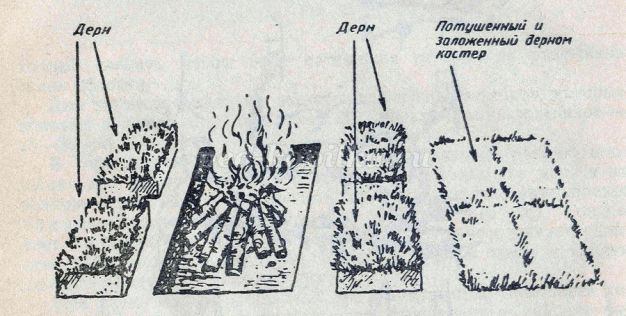 Дерн
Дерн
Потушенный и
заложенный дерном
костер